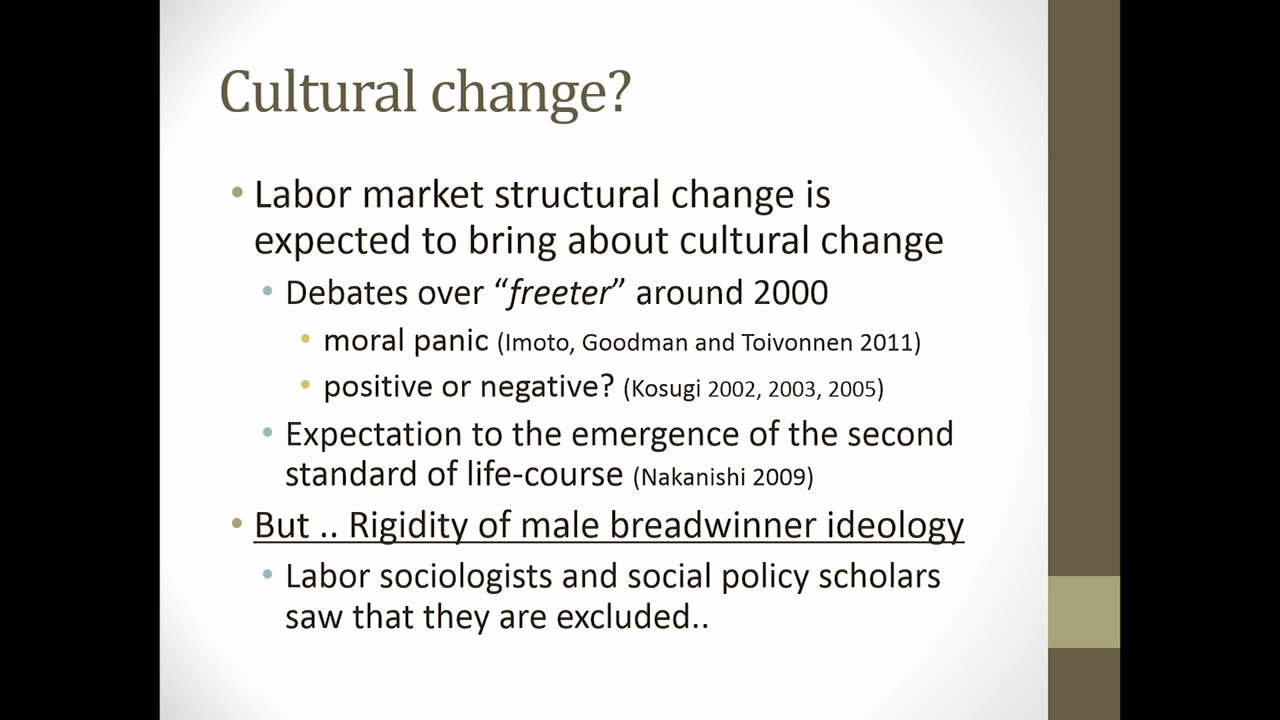 Cultural change?
• Labor market structural change is
expected to bring about cultural change
• Debates over “freeter” around 2000
• moral panic (Imoto, Goodman and Toivonnen 2011)
• positive or negative? (Kosugi 2002, 2003, 2005)
• Expectation to the emergence of the second
standard of life-course (Nakanishi 2009)
• But .. Rigidity of male breadwinner ideology
• Labor sociologists and social policy scholars
saw that they are excluded..